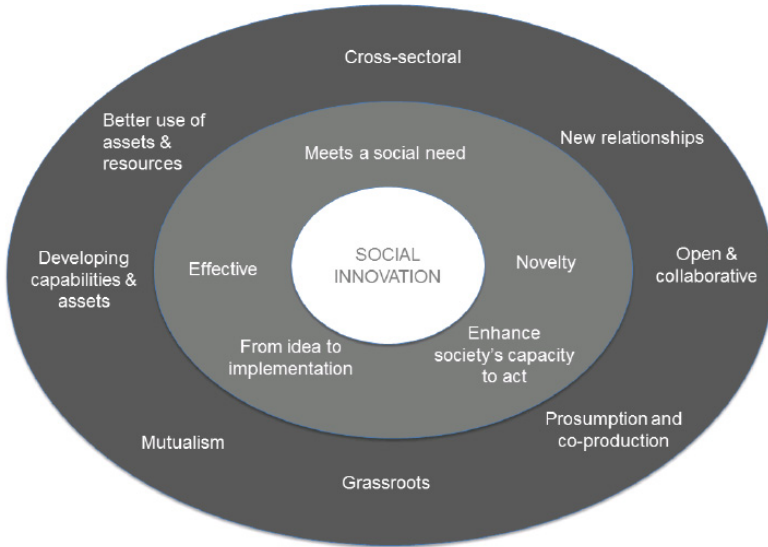 Cross-sectoral
Better use of
assets &
resources
New relationships
Meets a social need
Developing
capabilities &
assets
Effective
SOCIAL
INNOVATION
Novelty
Open &
collaborative
From idea to
implementation
Enhance
society's capacity
to act
Mutualism
Prosumption and
co-production
Grassroots